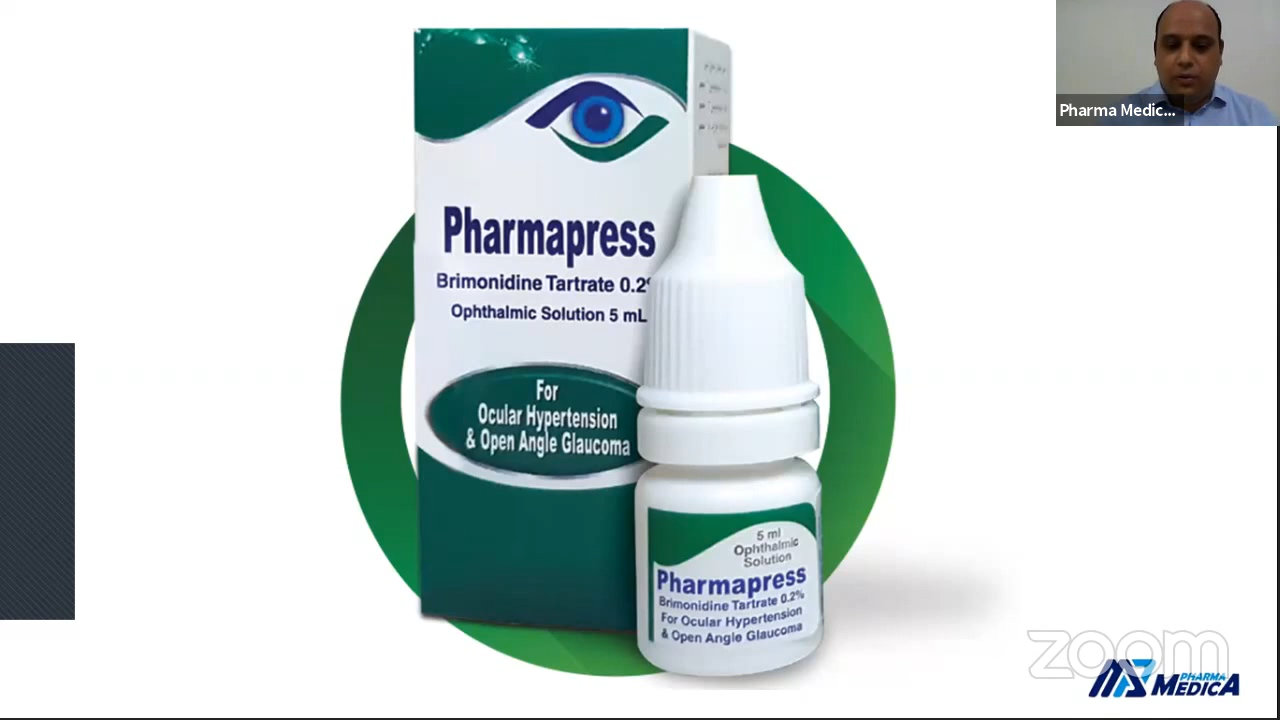 Pharma Medic...
Pharmapress
Brimonidine Tartrate 0.2%
Ophthalmic Solution 5 mL
For
Ocular Hypertension
& Open Angle Glaucoma
5 ml
Ophthalmic
Solution
Pharmapress
Brimonidine Tartrate 0.2%
For Ocular Hypertension
& Open Angle Glaucoma
zoom
PHARMA
MEDICA